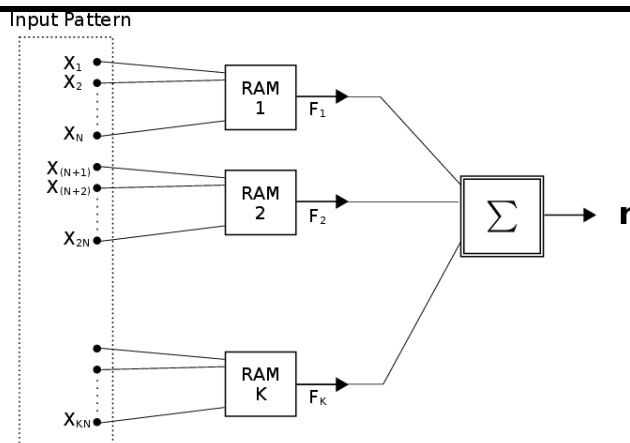 Input Pattern
X1
X2
XN
RAM
1
F1
X(N+1)
X(N+2)
X2N
RAM
2
F2
Σ
r
XKN
RAM
K
FK